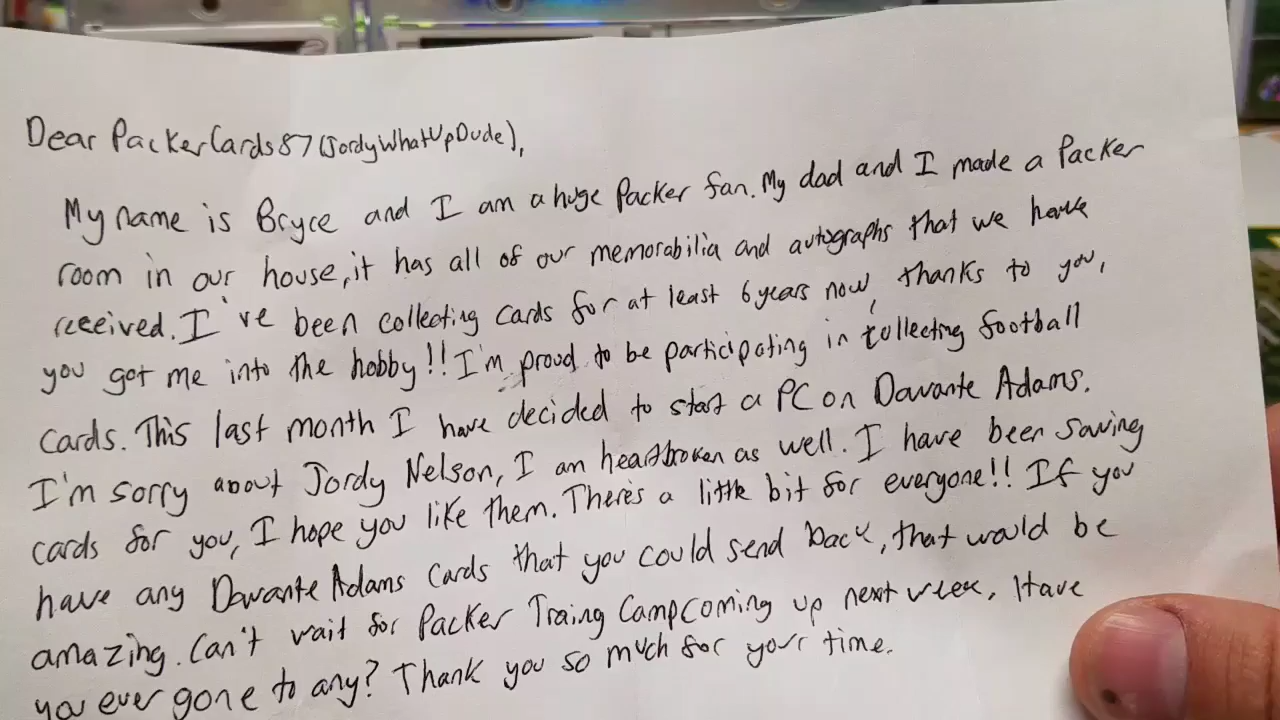 Dear PackerCards87(JordyWhatUpDude),
My name is Bryce and I am a huge Packer fan. My dad and I made a Packer
room in our house, it has all of our memorabilia and autographs that we have
received. I've been collecting cards for at least 6 years now, thanks to you,
you got me into the hobby!! I'm proud to be participating in collecting football
cards. This last month I have decided to start a PC on Davante Adams.
I'm sorry about Jordy Nelson, I am heartbroken as well. I have been saving
cards for you, I hope you like them. There's a little bit for everyone!! If you
have any Davante Adams cards that you could send back, that would be
amazing. Can't wait for Packer Traing Camp coming up next week, Have
you ever gone to any? Thank you so much for your time.